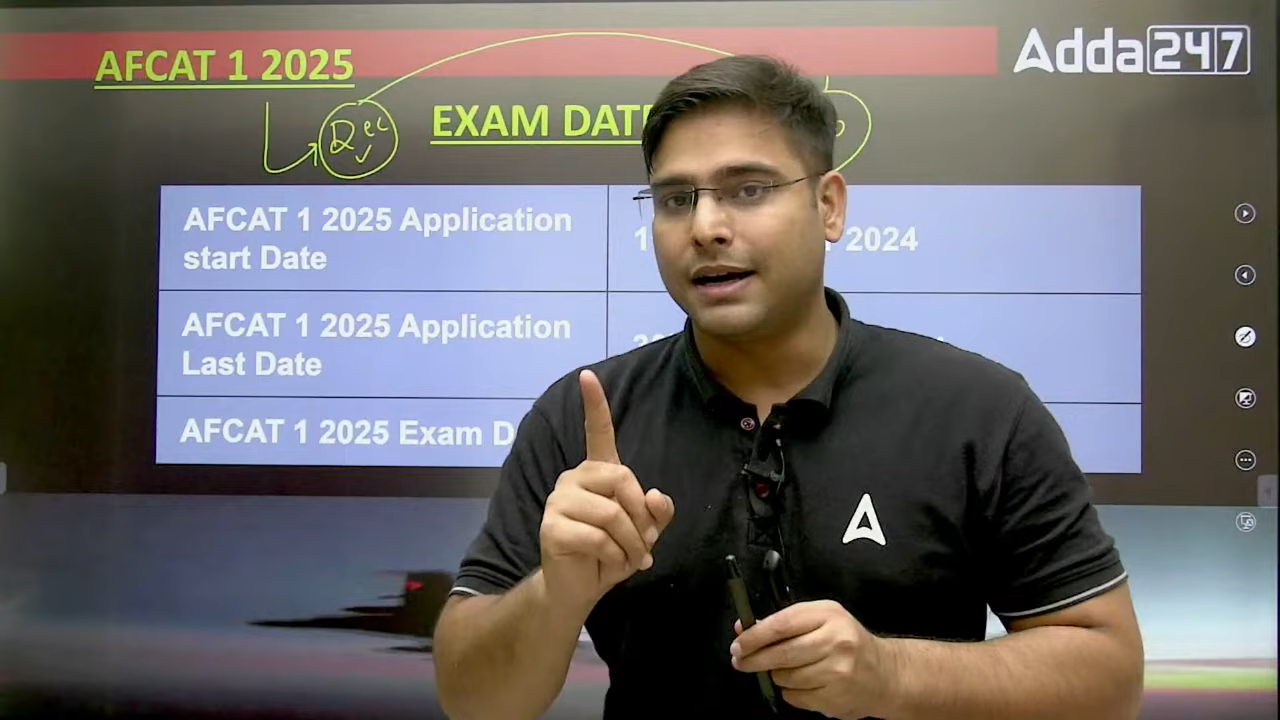 AFCAT 1 2025
Adda247
Dec
EXAM
AFCAT 1 2025 Application
start Date
2024
AFCAT 1 2025 Application
Last Date
AFCAT 1 2025 Exam